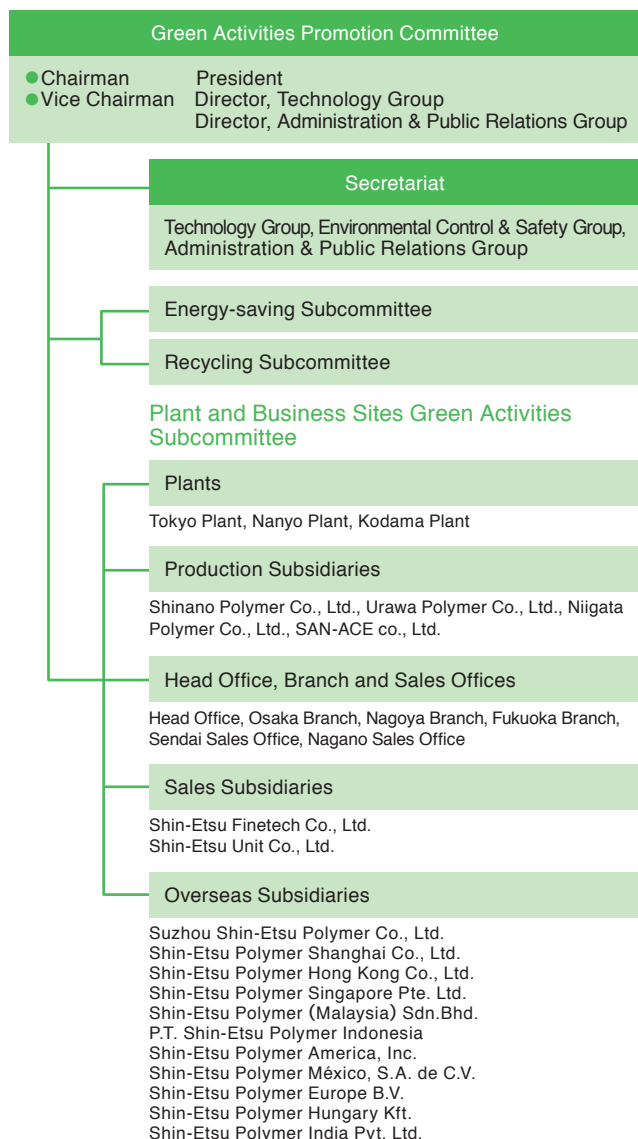 Green Activities Promotion Committee
●Chairman President
●Vice Chairman Director, Technology Group
Director, Administration & Public Relations Group
Secretariat
Technology Group, Environmental Control & Safety Group,
Administration & Public Relations Group
Energy-saving Subcommittee
Recycling Subcommittee
Plant and Business Sites Green Activities
Subcommittee
Plants
Tokyo Plant, Nanyo Plant, Kodama Plant
Production Subsidiaries
Shinano Polymer Co., Ltd., Urawa Polymer Co., Ltd., Niigata
Polymer Co., Ltd., SAN-ACE co., Ltd.
Head Office, Branch and Sales Offices
Head Office, Osaka Branch, Nagoya Branch, Fukuoka Branch,
Sendai Sales Office, Nagano Sales Office
Sales Subsidiaries
Shin-Etsu Finetech Co., Ltd.
Shin-Etsu Unit Co., Ltd.
Overseas Subsidiaries
Suzhou Shin-Etsu Polymer Co., Ltd.
Shin-Etsu Polymer Shanghai Co., Ltd.
Shin-Etsu Polymer Hong Kong Co., Ltd.
Shin-Etsu Polymer Singapore Pte. Ltd.
Shin-Etsu Polymer (Malaysia) Sdn.Bhd.
P.T. Shin-Etsu Polymer Indonesia
Shin-Etsu Polymer America, Inc.
Shin-Etsu Polymer México, S.A. de C.V.
Shin-Etsu Polymer Europe B.V.
Shin-Etsu Polymer Hungary Kft.
Shin-Etsu Polymer India Pvt. Ltd.